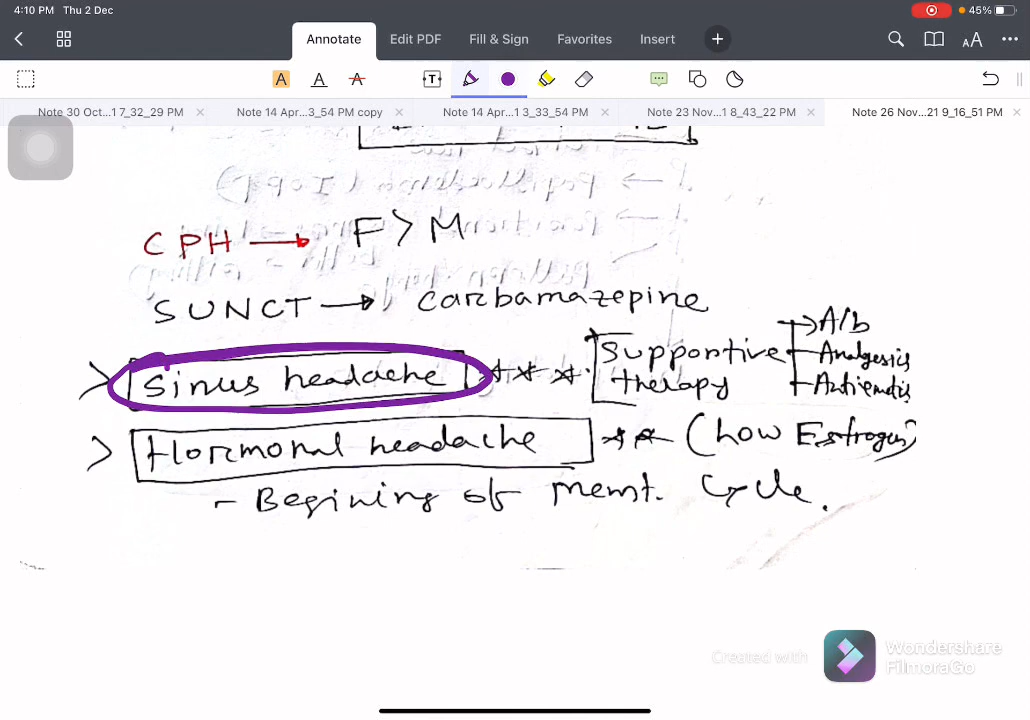 4:10 PM Thu 2 Dec
45%
Annotate Edit PDF Fill & Sign Favorites Insert
Note 30 Oct...1 7_32_29 PM
Note 14 Apr...3_54 PM copy
Note 14 Apr...1 3_33_54 PM
Note 23 Nov...1 8_43_22 PM
Note 26 Nov...21 9_16_51 PM
CPH → F > M
SUNCT → carbamazepine
> Sinus headache *** Supportive therapy → A/b
Analgesics
Antiemetis
> Hormonal headache ** (how Estrogen)
- Begining of menst. Cycle.
Created with
Wondershare
FilmoraGo